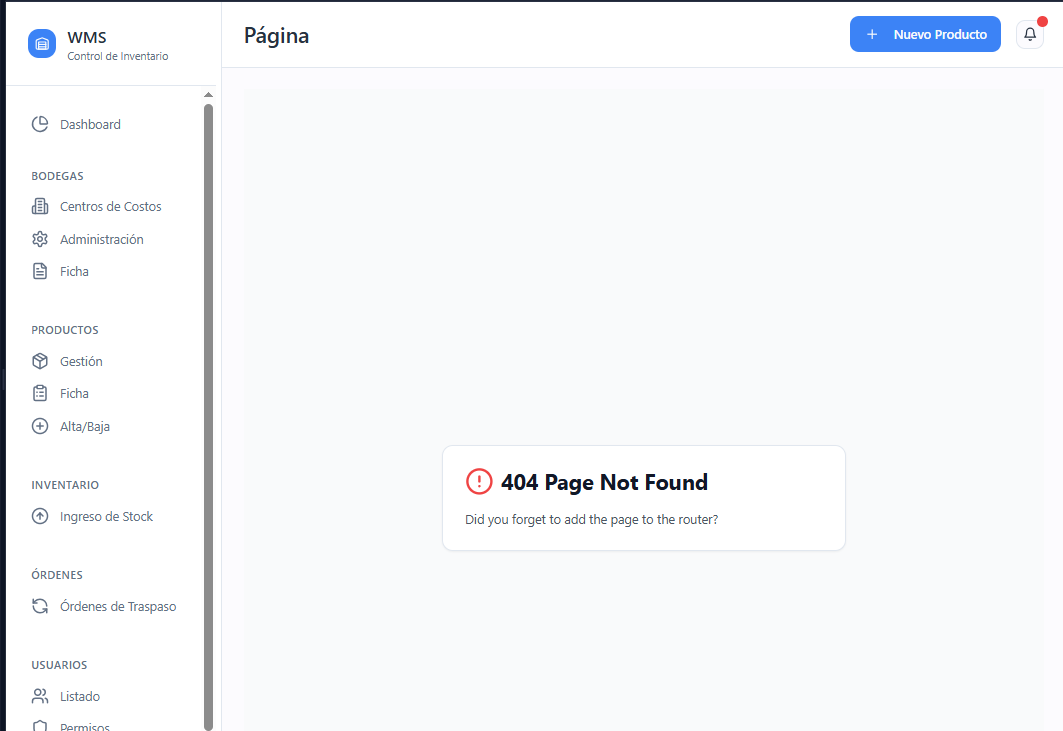 WMS
Control de Inventario
Dashboard
BODEGAS
Centros de Costos
Administración
Ficha
PRODUCTOS
Gestión
Ficha
Alta/Baja
INVENTARIO
Ingreso de Stock
ÓRDENES
Órdenes de Traspaso
USUARIOS
Listado
Permisos
Página
+ Nuevo Producto
404 Page Not Found
Did you forget to add the page to the router?